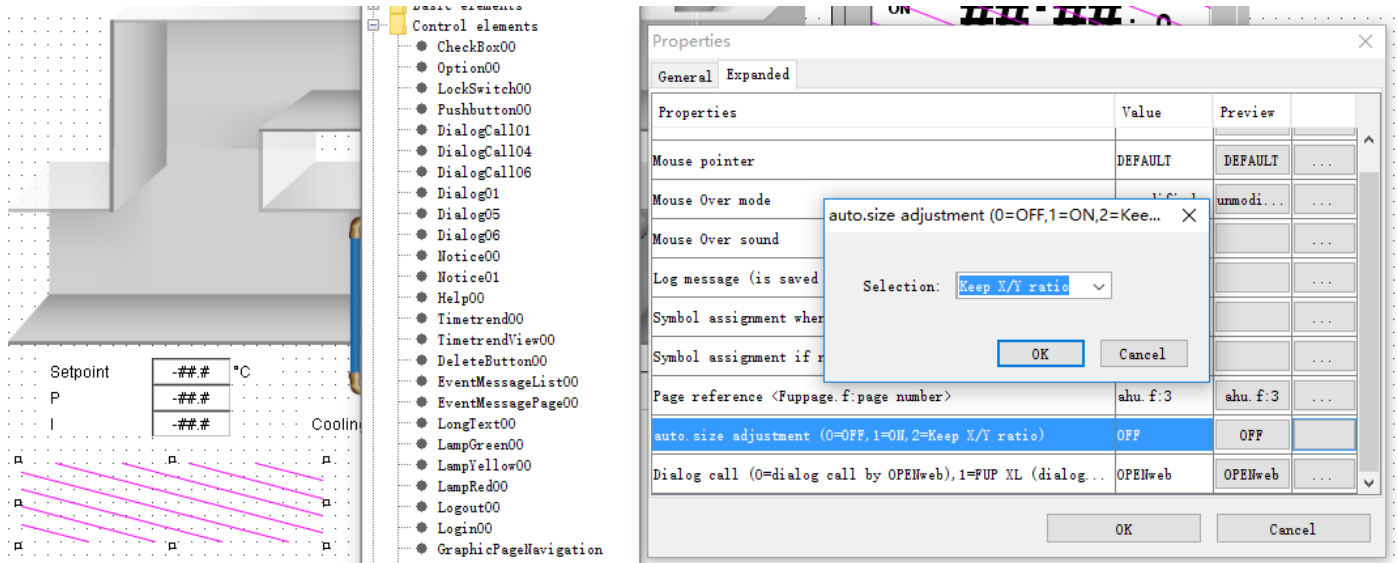 Basic elements
Control elements
CheckBox00
Option00
LockSwitch00
Pushbutton00
DialogCall01
DialogCall04
DialogCall06
Dialog01
Dialog05
Dialog06
Notice00
Notice01
Help00
Timetrend00
TimetrendView00
DeleteButton00
EventMessageList00
EventMessagePage00
LongText00
LampGreen00
LampYellow00
LampRed00
Logout00
Login00
GraphicPageNavigation
Setpoint -##.# °C
P -##.#
I -##.# Cooling
ON ##.##. 0
Properties
General Expanded
Properties Value Preview
Mouse pointer DEFAULT DEFAULT ...
Mouse Over mode unmodi... ...
Mouse Over sound ...
Log message (is saved ...
Symbol assignment when ...
Symbol assignment if ...
Page reference <Fuppage.f:page number> ahu.f:3 ahu.f:3 ...
auto.size adjustment (0=OFF,1=ON,2=Keep X/Y ratio) OFF OFF
Dialog call (0=dialog call by OPENweb),1=FUP XL (dialog... OPENweb OPENweb ...
OK Cancel
auto.size adjustment (0=OFF,1=ON,2=Kee...
Selection: Keep X/Y ratio
OK Cancel